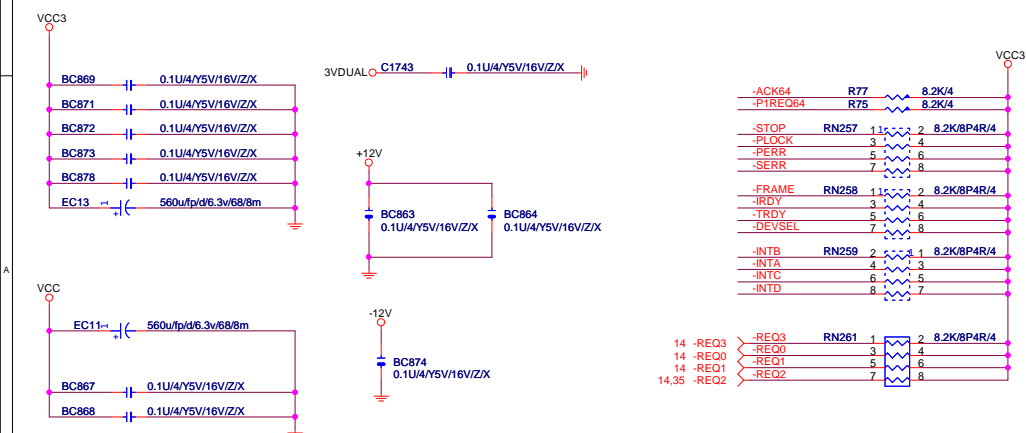 VCC3
BC869 0.1U/4/Y5V/16V/Z/X
BC871 0.1U/4/Y5V/16V/Z/X
BC872 0.1U/4/Y5V/16V/Z/X
BC873 0.1U/4/Y5V/16V/Z/X
BC878 0.1U/4/Y5V/16V/Z/X
EC13 1 + 560u/fp/d/6.3v/68/8m
A
VCC
EC11 1 + 560u/fp/d/6.3v/68/8m
BC867 0.1U/4/Y5V/16V/Z/X
BC868 0.1U/4/Y5V/16V/Z/X
3VDUAL C1743 0.1U/4/Y5V/16V/Z/X
+12V
BC863
0.1U/4/Y5V/16V/Z/X
BC864
0.1U/4/Y5V/16V/Z/X
-12V
BC874
0.1U/4/Y5V/16V/Z/X
VCC3
-ACK64 R77 8.2K/4
-P1REQ64 R75 8.2K/4
-STOP RN257 1 1 2 8.2K/8P4R/4
-PLOCK 3 4
-PERR 5 6
-SERR 7 8
-FRAME RN258 1 1 2 8.2K/8P4R/4
-IRDY 3 4
-TRDY 5 6
-DEVSEL 7 8
-INTB RN259 2 1 1 8.2K/8P4R/4
-INTA 4 3
-INTC 6 5
-INTD 8 7
14 -REQ3 -REQ3 RN261 1 2 8.2K/8P4R/4
14 -REQ0 -REQ0 3 4
14 -REQ1 -REQ1 5 6
14,35 -REQ2 -REQ2 7 8